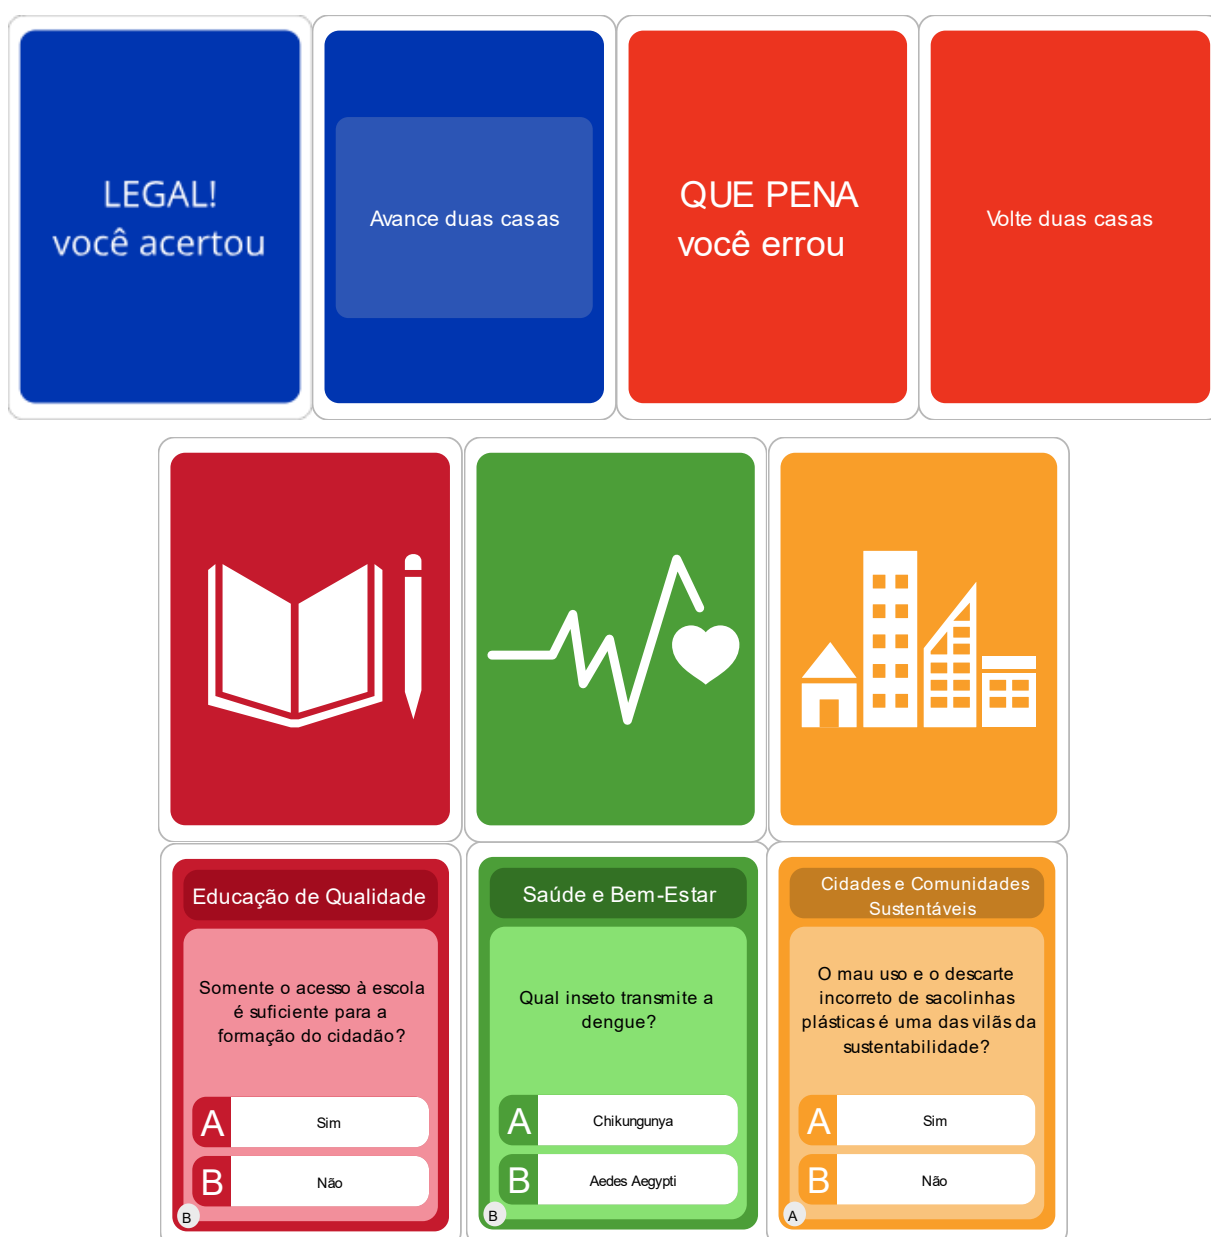 LEGAL!
você acertou
Avance duas casas
QUE PENA
você errou
Volte duas casas
Educação de Qualidade
Somente o acesso à escola
é suficiente para a
formação do cidadão?
A
Sim
B
Não
B
Saúde e Bem-Estar
Qual inseto transmite a
dengue?
A
Chikungunya
B
Aedes Aegypti
B
Cidades e Comunidades
Sustentáveis
O mau uso e o descarte
incorreto de sacolinhas
plásticas é uma das vilãs da
sustentabilidade?
A
Sim
B
Não
A